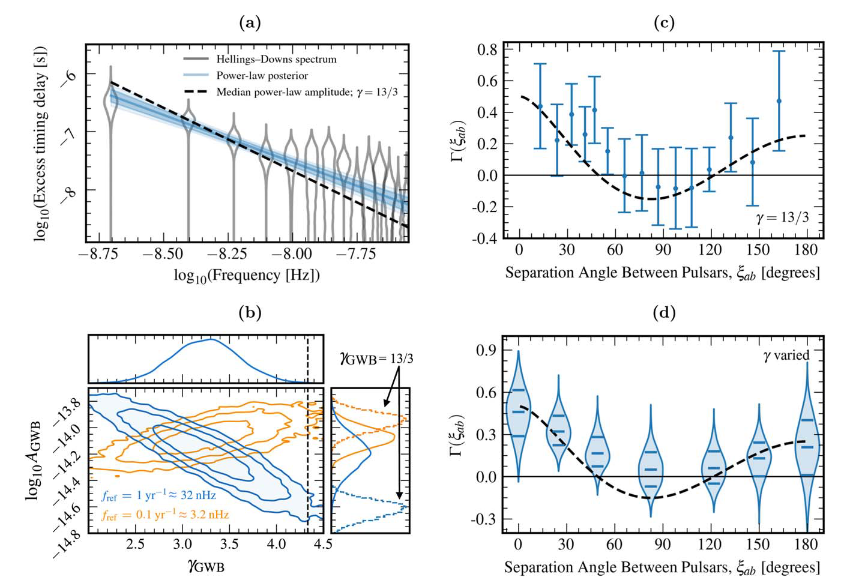 (a)
Hellings–Downs spectrum
Power-law posterior
Median power-law amplitude; γ = 13/3
log₁₀(Excess timing delay [s])
−6
−7
−8
−8.75 −8.50 −8.25 −8.00 −7.75
log₁₀(Frequency [Hz])
(c)
Γ(ξab)
0.8
0.6
0.4
0.2
0.0
−0.2
−0.4
γ = 13/3
0 30 60 90 120 150 180
Separation Angle Between Pulsars, ξab [degrees]
(b)
γGWB = 13/3
log₁₀AGWB
−13.8
−14.0
−14.2
−14.4
−14.6
−14.8
fref = 1 yr⁻¹ ≈ 32 nHz
fref = 0.1 yr⁻¹ ≈ 3.2 nHz
2.5 3.0 3.5 4.0 4.5
γGWB
(d)
γ varied
Γ(ξab)
0.9
0.6
0.3
0.0
−0.3
0 30 60 90 120 150 180
Separation Angle Between Pulsars, ξab [degrees]